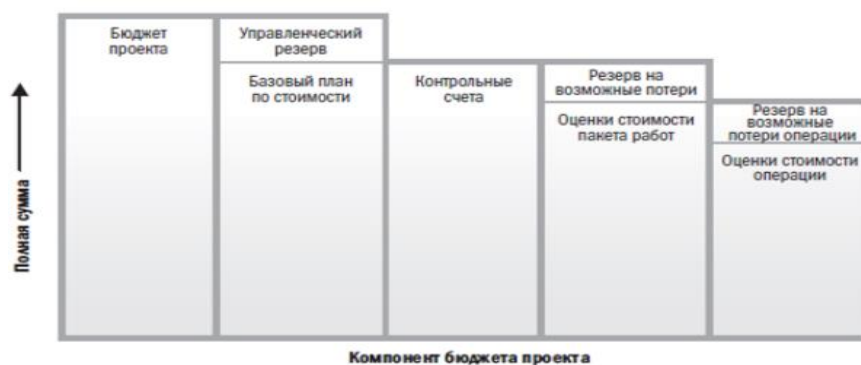 Бюджет
проекта
Управленческий
резерв
Базовый план
по стоимости
Контрольные
счета
Резерв на
возможные потери
Оценки стоимости
пакета работ
Резерв на
возможные
потери операции
Оценки стоимости
операции
Полная сумма
Компонент бюджета проекта